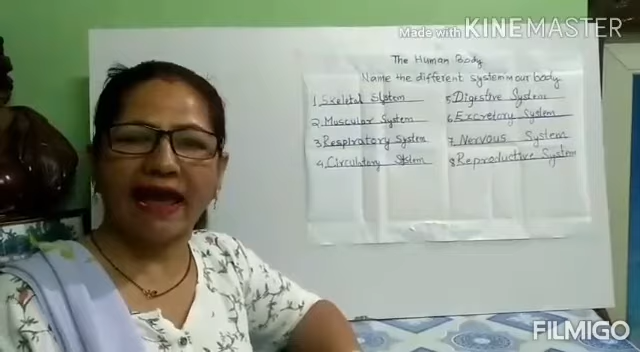 Made with KINEMASTER
The Human Body
Name the different system in our body
1. Skeletal System
2. Muscular System
3. Respiratory System
4. Circulatory System
5. Digestive System
6. Excretory System
7. Nervous System
8. Reproductive System
FILMIGO